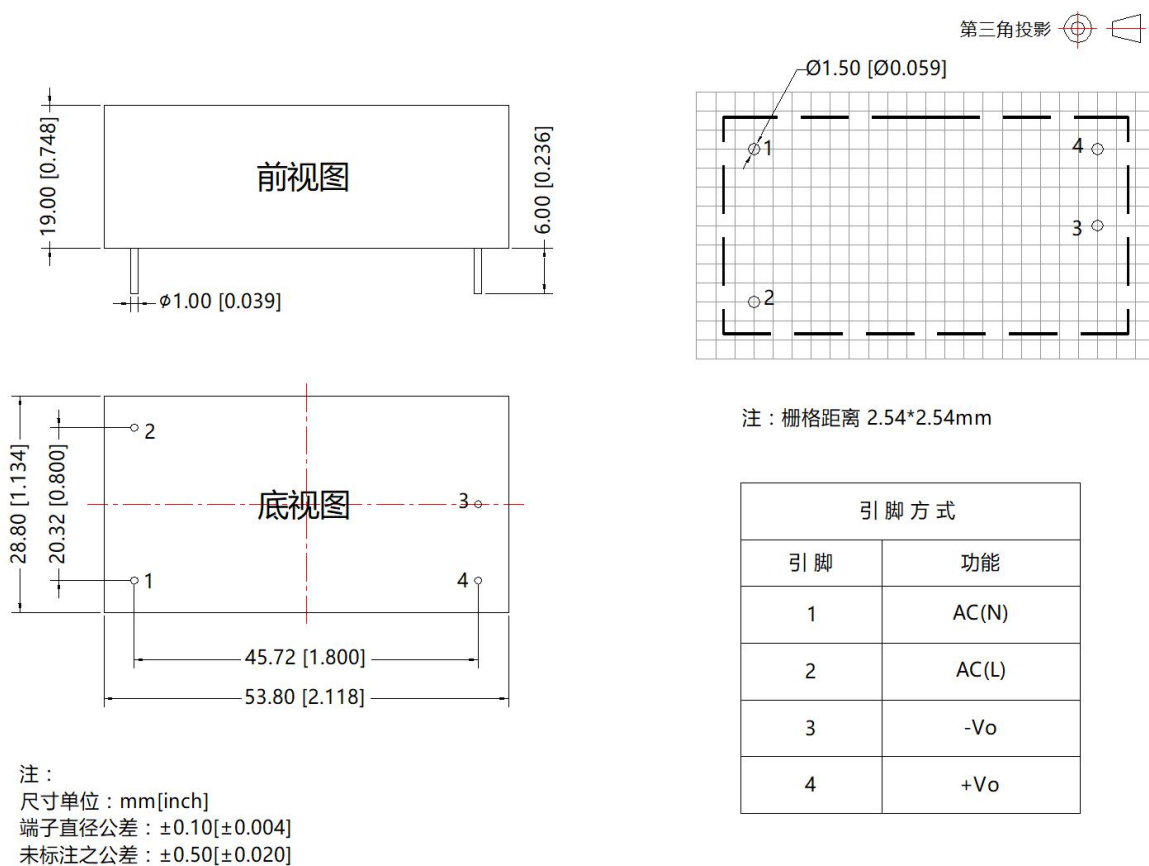 第三角投影
Ø1.50 [Ø0.059]
19.00 [0.748]
前视图
6.00 [0.236]
ϕ1.00 [0.039]
1
4
3
2
注：栅格距离 2.54*2.54mm
28.80 [1.134]
20.32 [0.800]
2
底视图
3
1
4
45.72 [1.800]
53.80 [2.118]
引 脚 方 式
引 脚 功能
1 AC(N)
2 AC(L)
3 -Vo
4 +Vo
注：
尺寸单位：mm[inch]
端子直径公差：±0.10[±0.004]
未标注之公差：±0.50[±0.020]